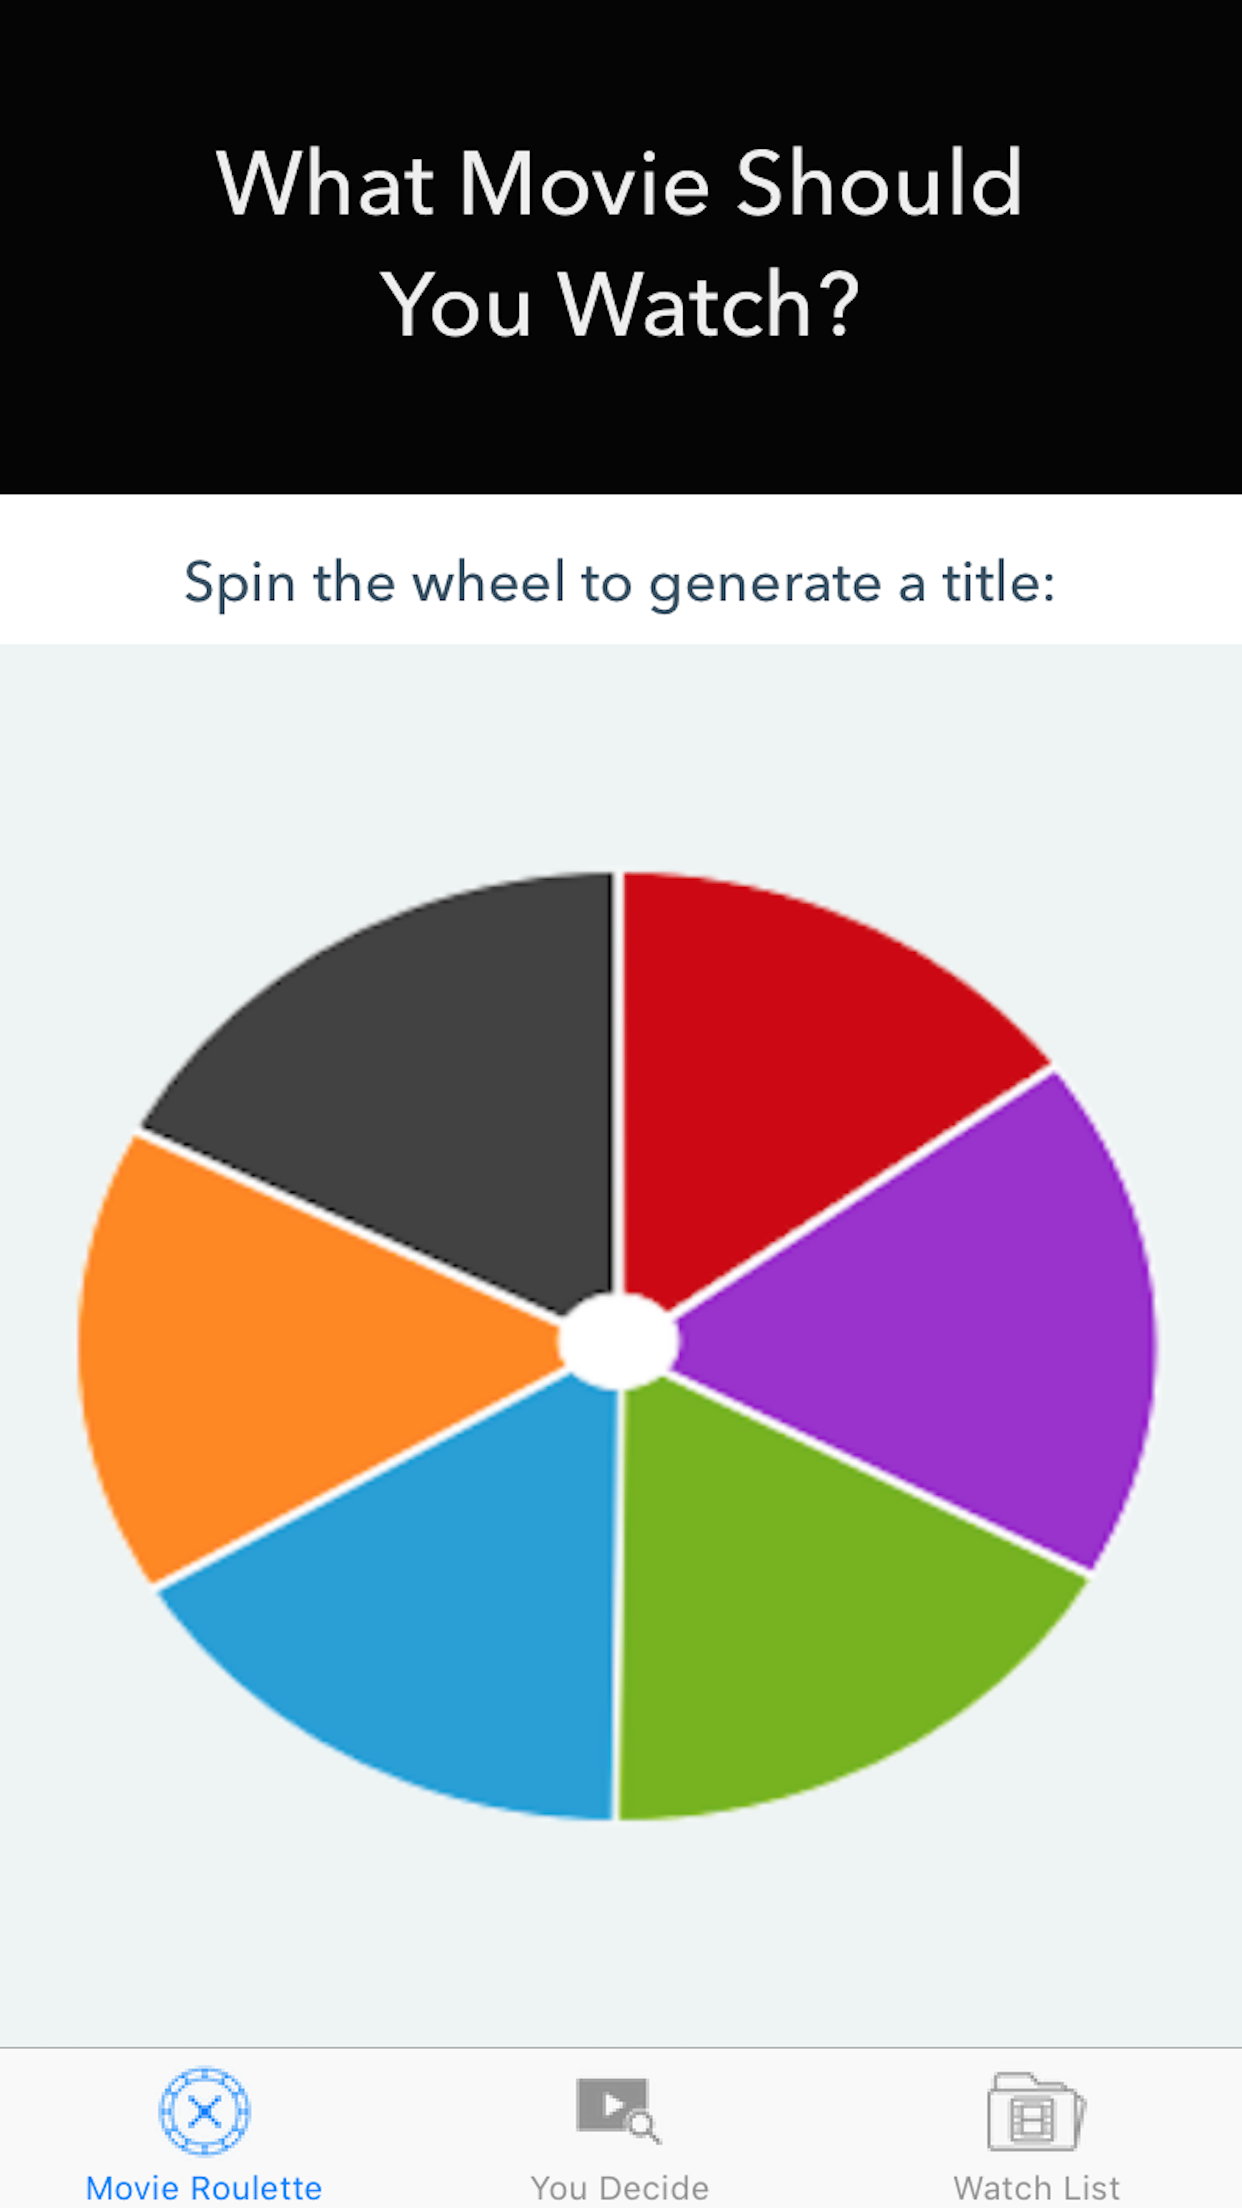 What Movie Should
You Watch?
Spin the wheel to generate a title:
Movie Roulette
You Decide
Watch List